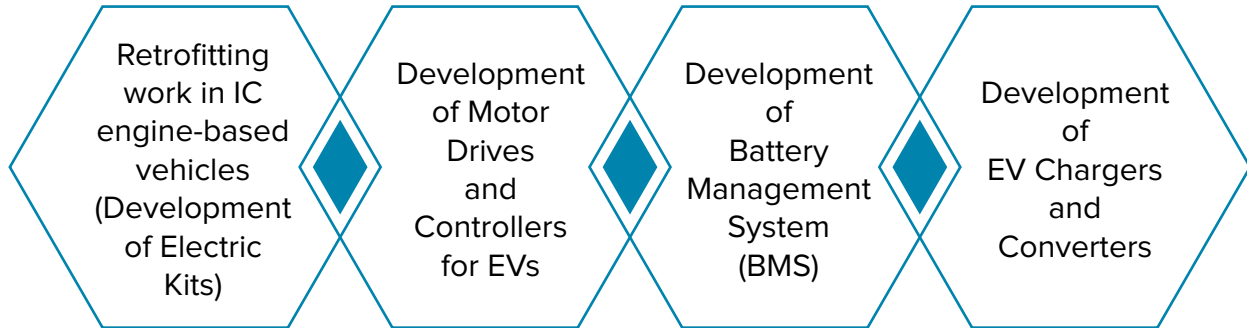 Retrofitting
work in IC
engine-based
vehicles
(Development
of Electric
Kits)
Development
of Motor
Drives
and
Controllers
for EVs
Development
of
Battery
Management
System
(BMS)
Development
of
EV Chargers
and
Converters